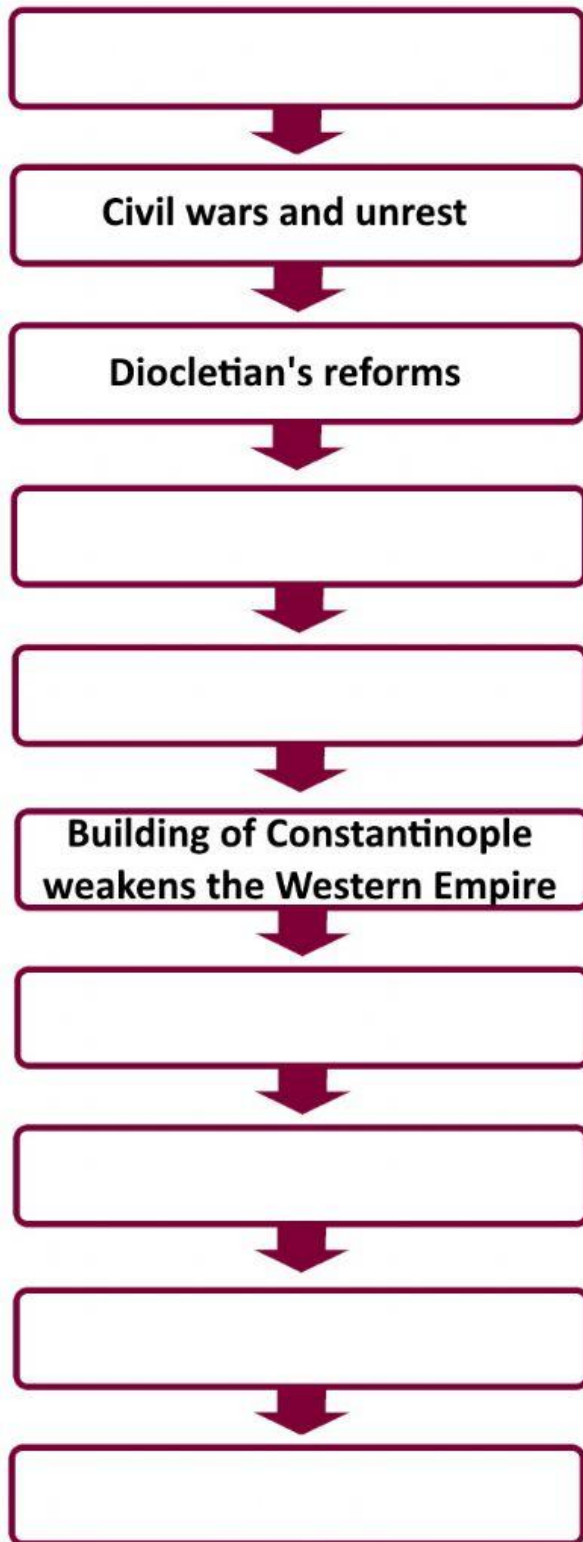 Civil wars and unrest
Diocletian's reforms
Building of Constantinople
weakens the Western Empire